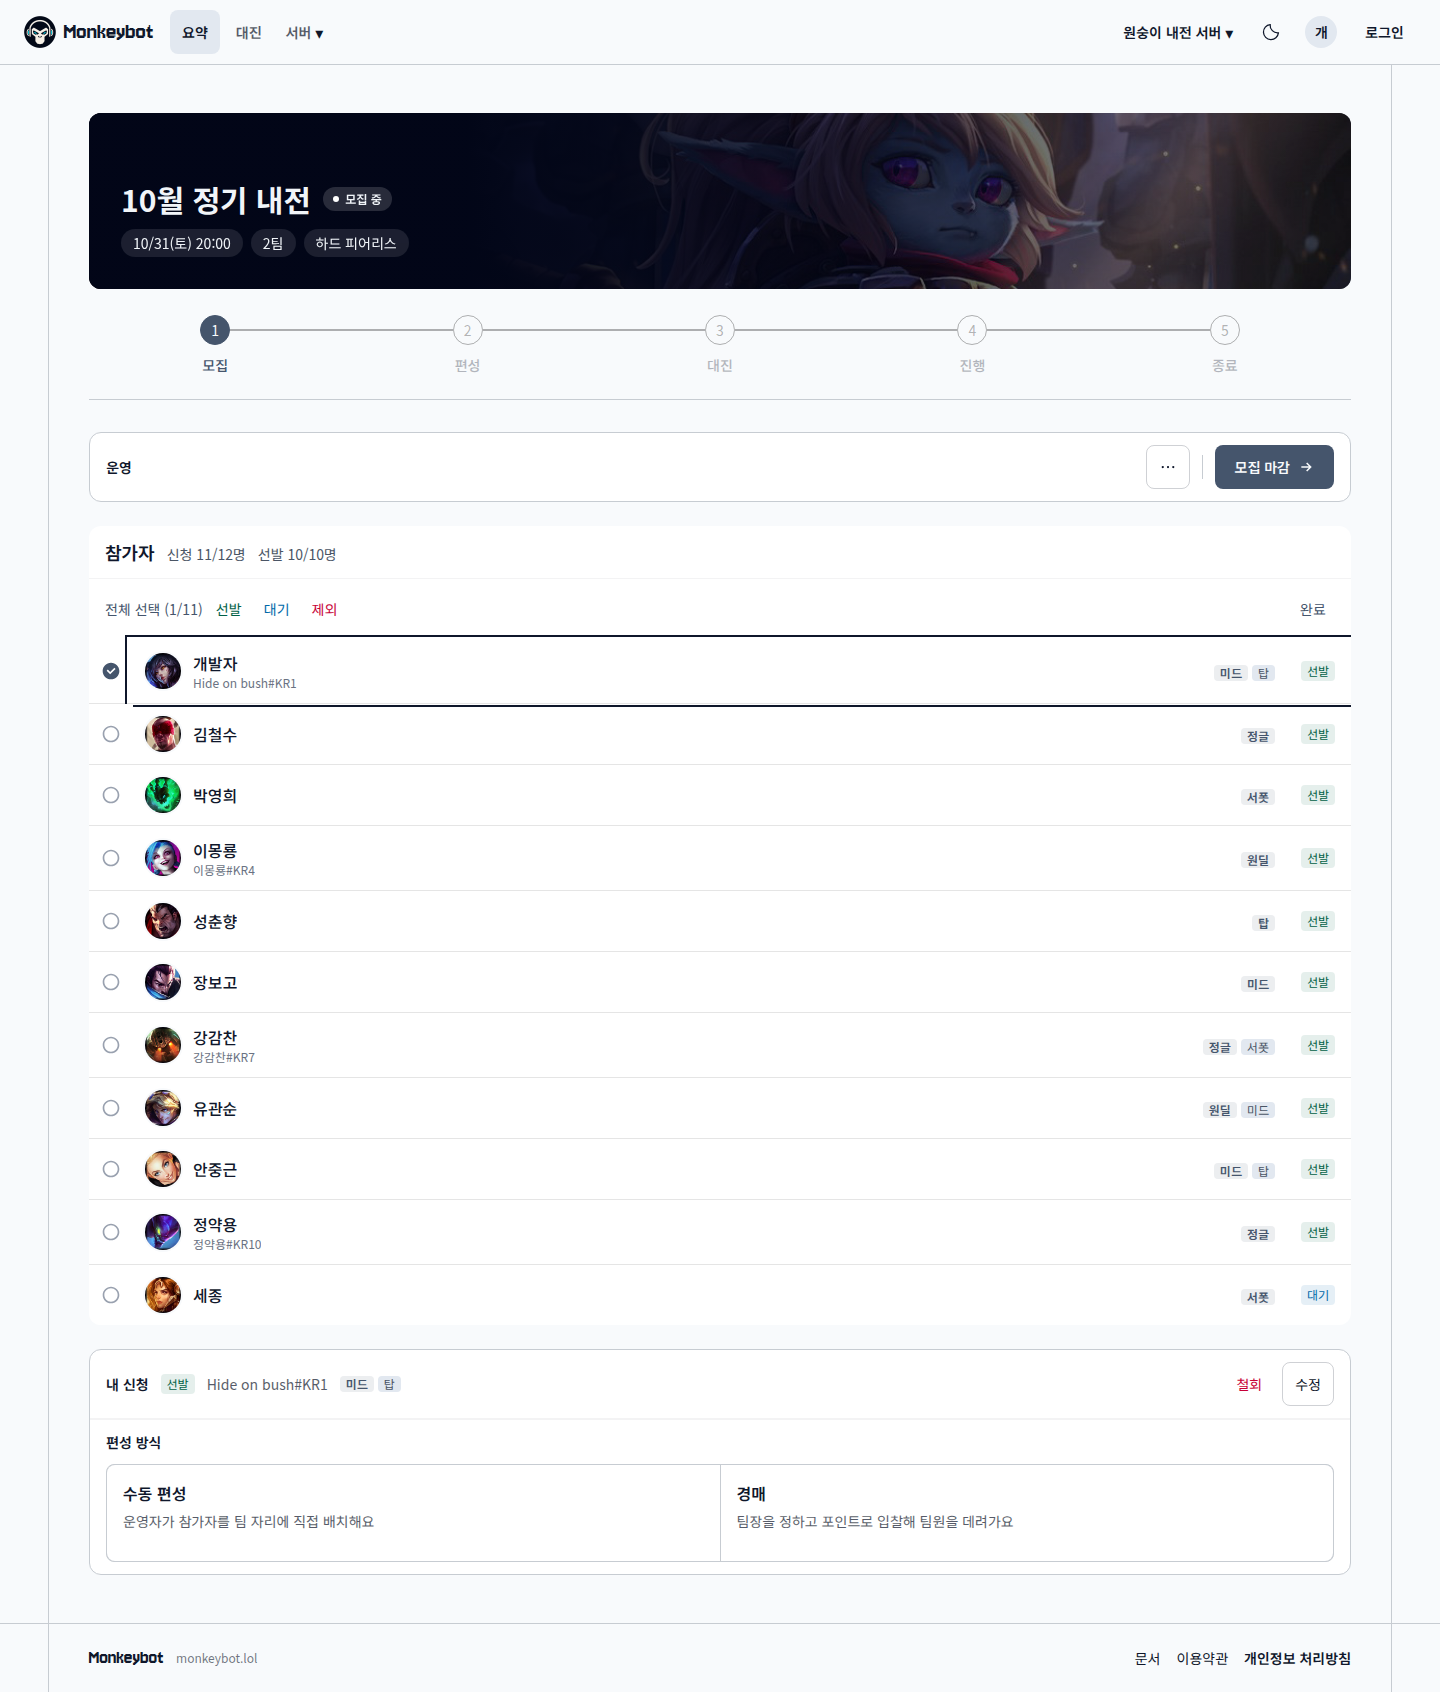 Monkeybot 요약 대진 서버 ▾ 원숭이 내전 서버 ▾ 개 로그인
10월 정기 내전 모집 중
10/31(토) 20:00 2팀 하드 피어리스
1 2 3 4 5
모집 편성 대진 진행 종료
운영 ... 모집 마감 →
참가자 신청 11/12명 선발 10/10명
전체 선택 (1/11) 선발 대기 제외 완료
개발자
Hide on bush#KR1
미드 탑 선발
김철수 정글 선발
박영희 서폿 선발
이몽룡
이몽룡#KR4
원딜 선발
성춘향 탑 선발
장보고 미드 선발
강감찬
강감찬#KR7
정글 서폿 선발
유관순 원딜 미드 선발
안중근 미드 탑 선발
정약용
정약용#KR10
정글 선발
세종 서폿 대기
내 신청 선발 Hide on bush#KR1 미드 탑 철회 수정
편성 방식
수동 편성
운영자가 참가자를 팀 자리에 직접 배치해요
경매
팀장을 정하고 포인트로 입찰해 팀원을 데려가요
Monkeybot monkeybot.lol 문서 이용약관 개인정보 처리방침